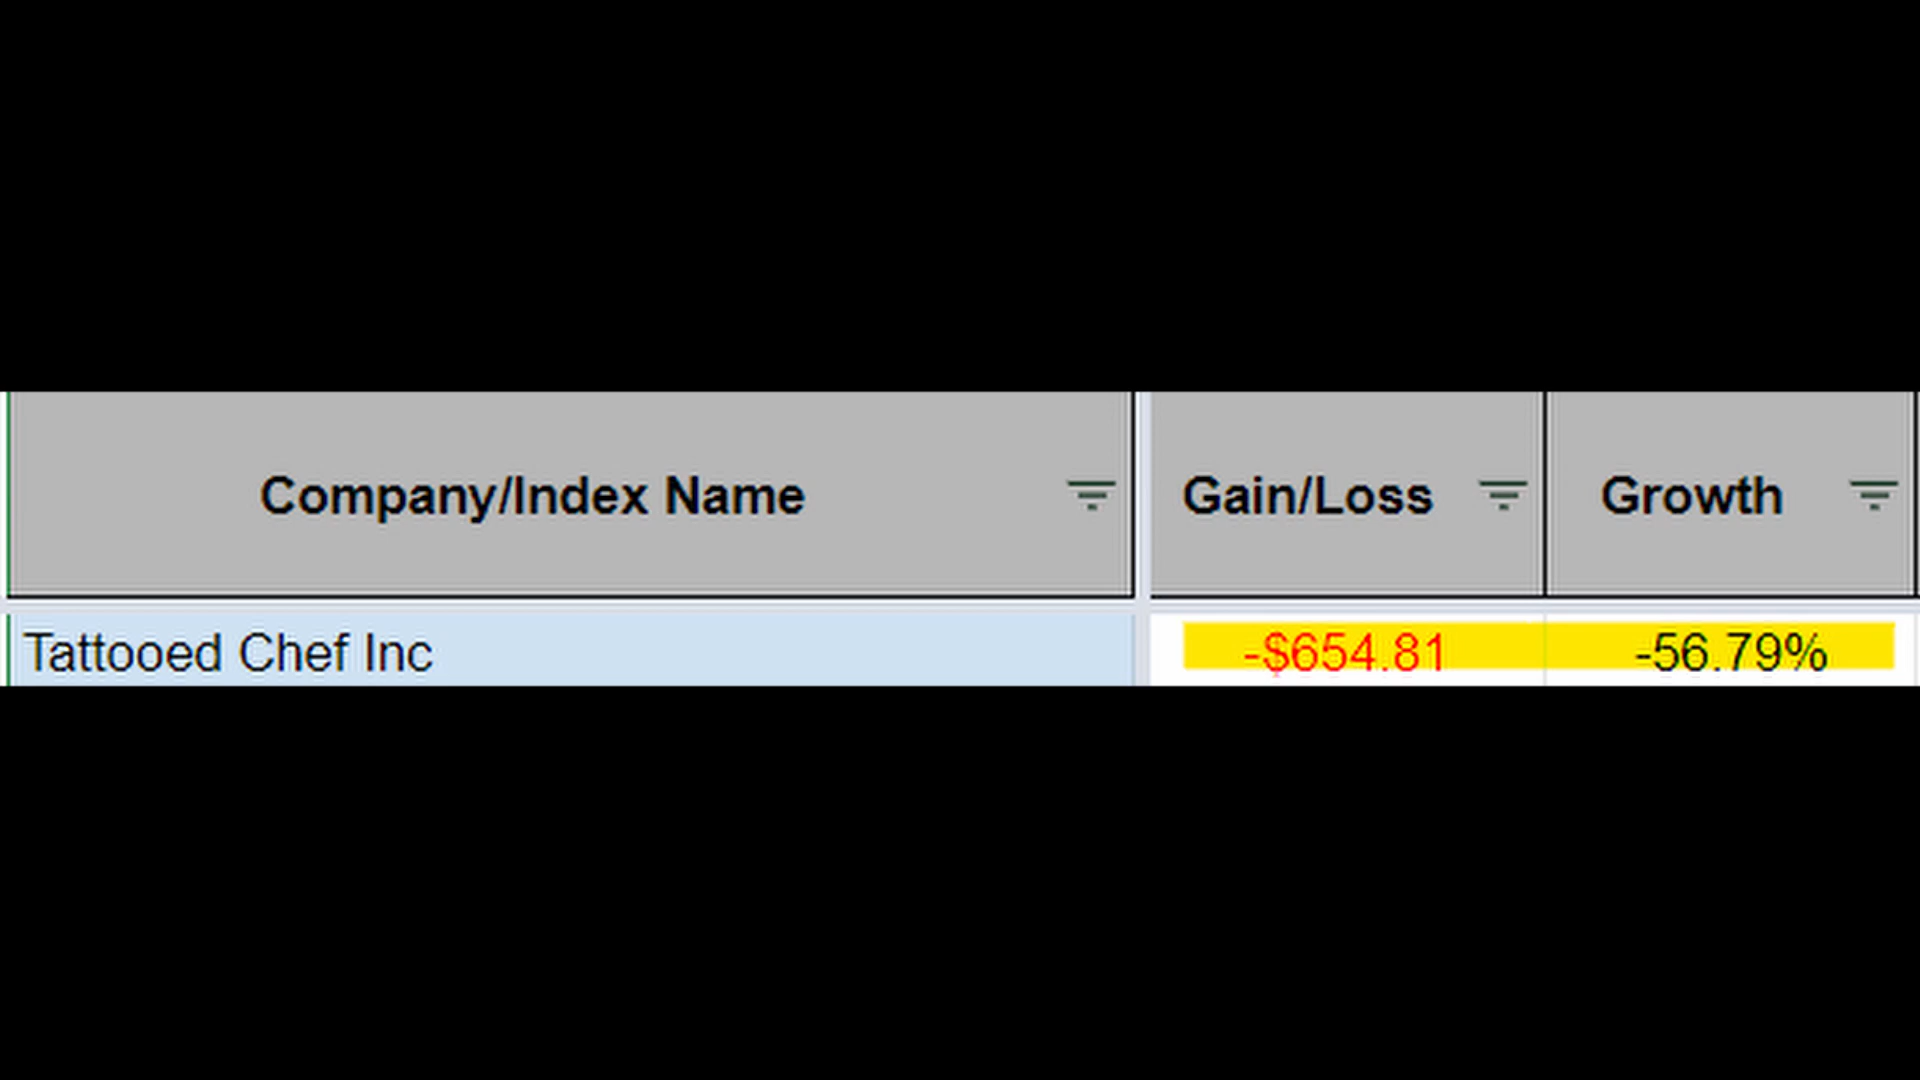 Company/Index Name Gain/Loss Growth
Tattooed Chef Inc -$654.81 -56.79%